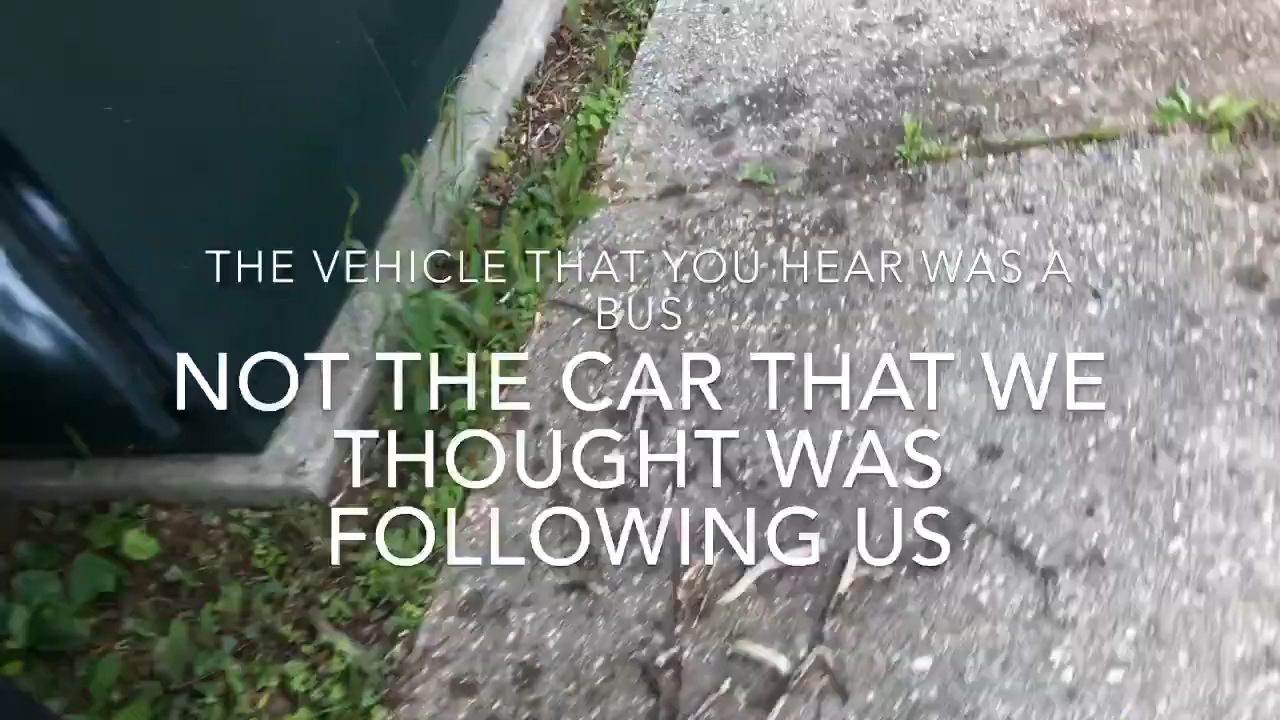 THE VEHICLE THAT YOU HEAR WAS A
BUS
NOT THE CAR THAT WE
THOUGHT WAS
FOLLOWING US